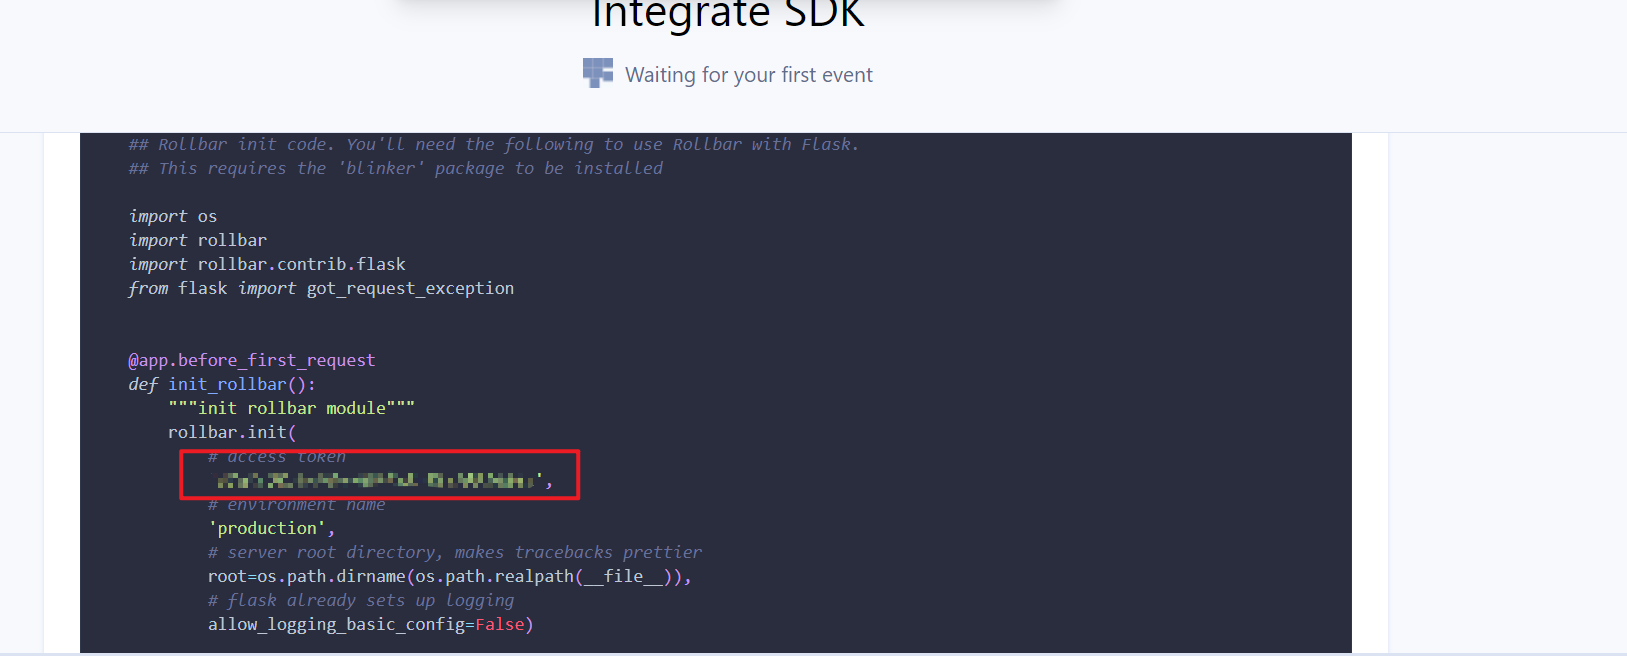 Integrate SDK
Waiting for your first event
## Rollbar init code. You'll need the following to use Rollbar with Flask.
## This requires the 'blinker' package to be installed
import os
import rollbar
import rollbar.contrib.flask
from flask import got_request_exception
@app.before_first_request
def init_rollbar():
"""init rollbar module"""
rollbar.init(
# access token
',
# environment name
'production',
# server root directory, makes tracebacks prettier
root=os.path.dirname(os.path.realpath(__file__)),
# flask already sets up logging
allow_logging_basic_config=False)